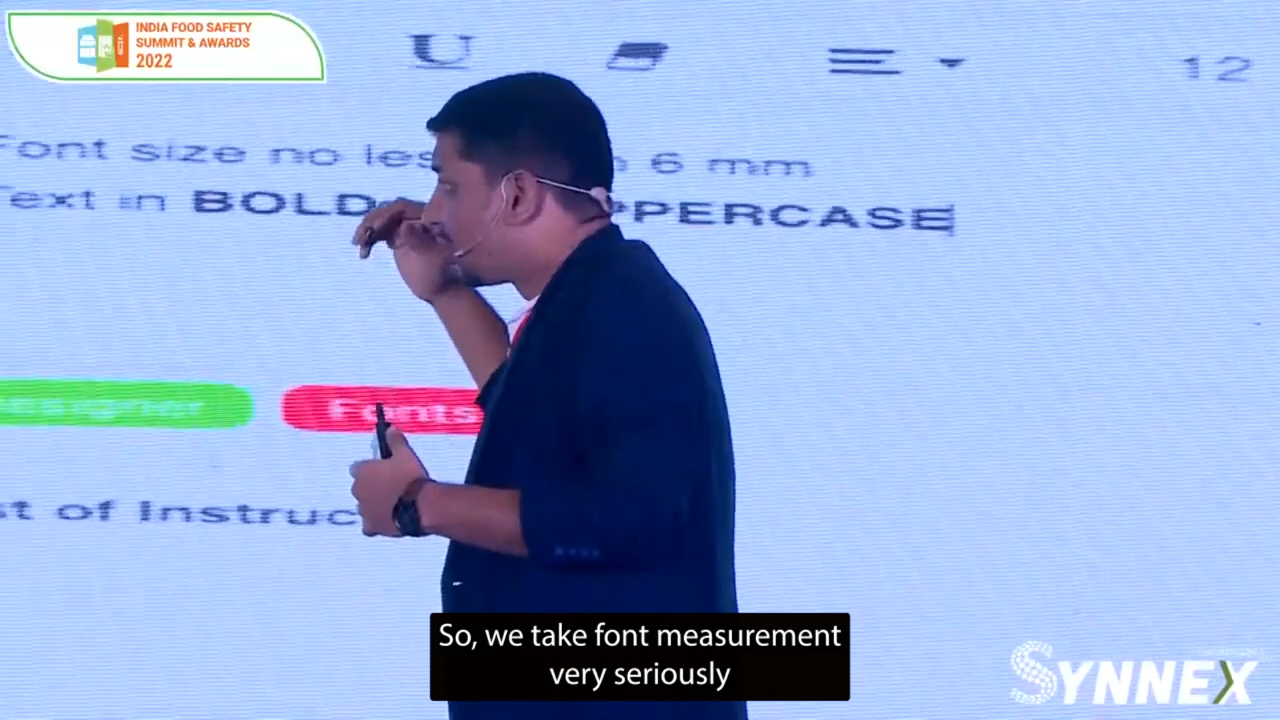 INDIA FOOD SAFETY
SUMMIT & AWARDS
2022
U
12
Font size no les
6 mm
Text in BOLD
PPERCASE
Fonts
st of Instruc
So, we take font measurement
very seriously
SYNNEX